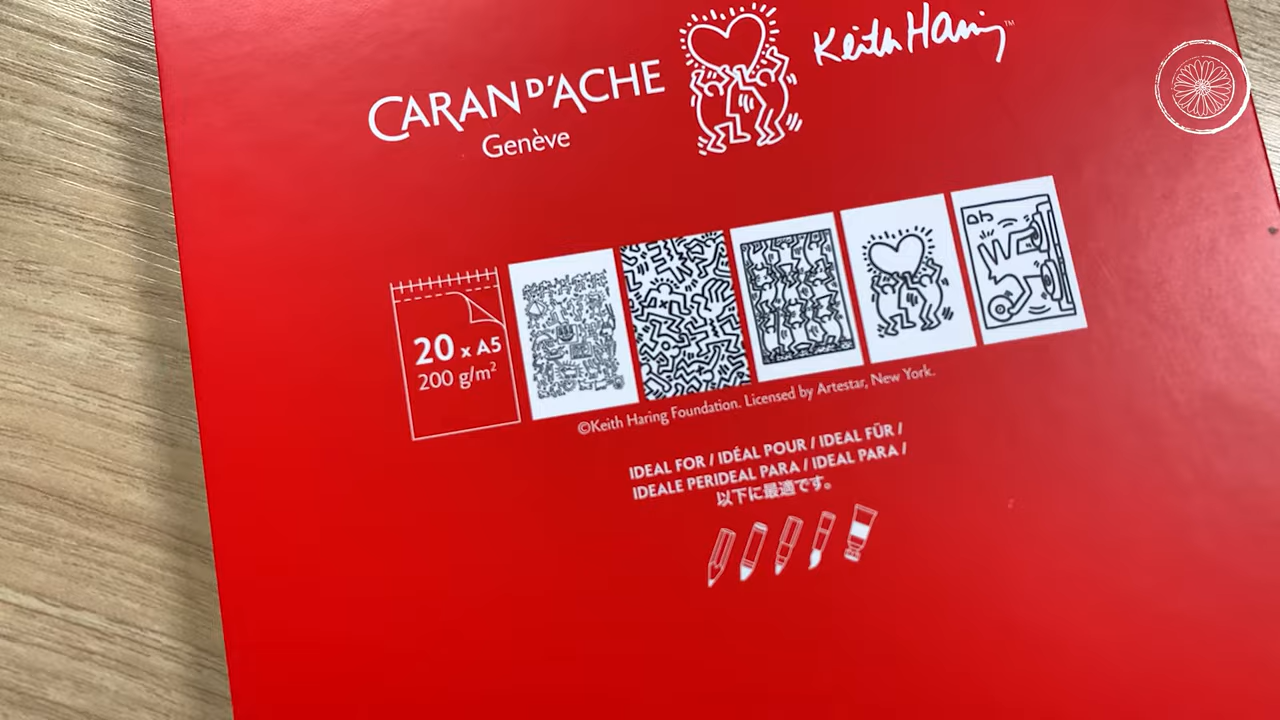 CARAN D'ACHE
Genève
Keith Haring™
20 x A5
200 g/m²
©Keith Haring Foundation. Licensed by Artestar, New York.
IDEAL FOR / IDÉAL POUR / IDEAL FÜR /
IDEALE PERIDEAL PARA / IDEAL PARA /
以下に最適です。